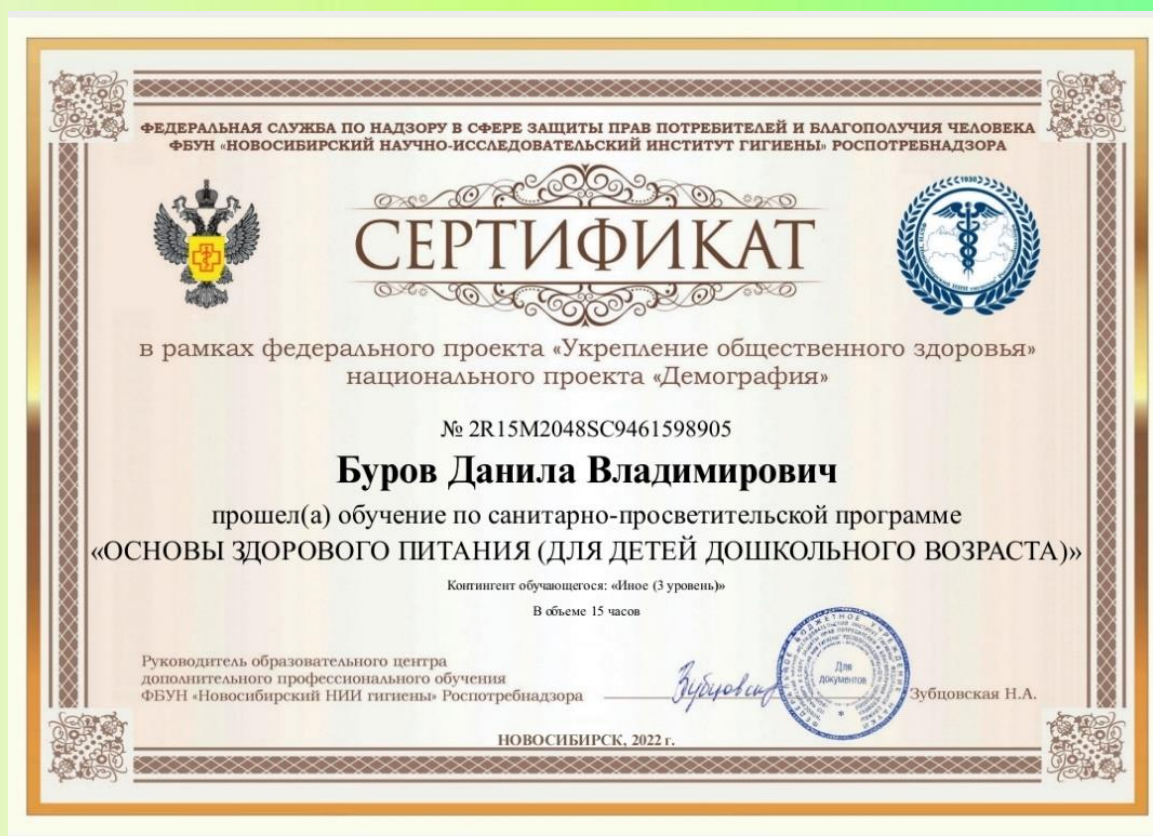 ФЕДЕРАЛЬНАЯ СЛУЖБА ПО НАДЗОРУ В СФЕРЕ ЗАЩИТЫ ПРАВ ПОТРЕБИТЕЛЕЙ И БЛАГОПОЛУЧИЯ ЧЕЛОВЕКА
ФБУН «НОВОСИБИРСКИЙ НАУЧНО-ИССЛЕДОВАТЕЛЬСКИЙ ИНСТИТУТ ГИГИЕНЫ» РОСПОТРЕБНАДЗОРА
1930
СЕРТИФИКАТ
в рамках федерального проекта «Укрепление общественного здоровья»
национального проекта «Демография»
№ 2R15M2048SC9461598905
Буров Данила Владимирович
прошел(а) обучение по санитарно-просветительской программе
«ОСНОВЫ ЗДОРОВОГО ПИТАНИЯ (ДЛЯ ДЕТЕЙ ДОШКОЛЬНОГО ВОЗРАСТА)»
Контингент обучающегося: «Иное (3 уровень)»
В объеме 15 часов
Руководитель образовательного центра
дополнительного профессионального обучения
ФБУН «Новосибирский НИИ гигиены» Роспотребнадзора
Для
документов
Зубцовская Н.А.
НОВОСИБИРСК, 2022 г.